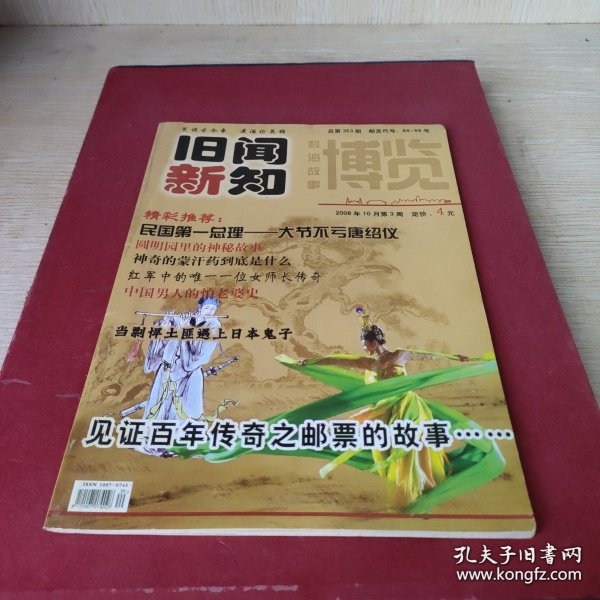 笑谈古今事 漫话论英雄
总第353期 邮发代号:64-59号
旧闻
新知
科海故事
博览
2008年10月第3周 定价:4元
精彩推荐:
民国第一总理——大节不亏唐绍仪
圆明园里的神秘故事
神奇的蒙汗药到底是什么
红军中的唯一一位女师长传奇
中国男人的怕老婆史
当剽悍土匪遇上日本鬼子
见证百年传奇之邮票的故事……
ISSN 1007-0745
孔夫子旧书网
www.kongfz.com